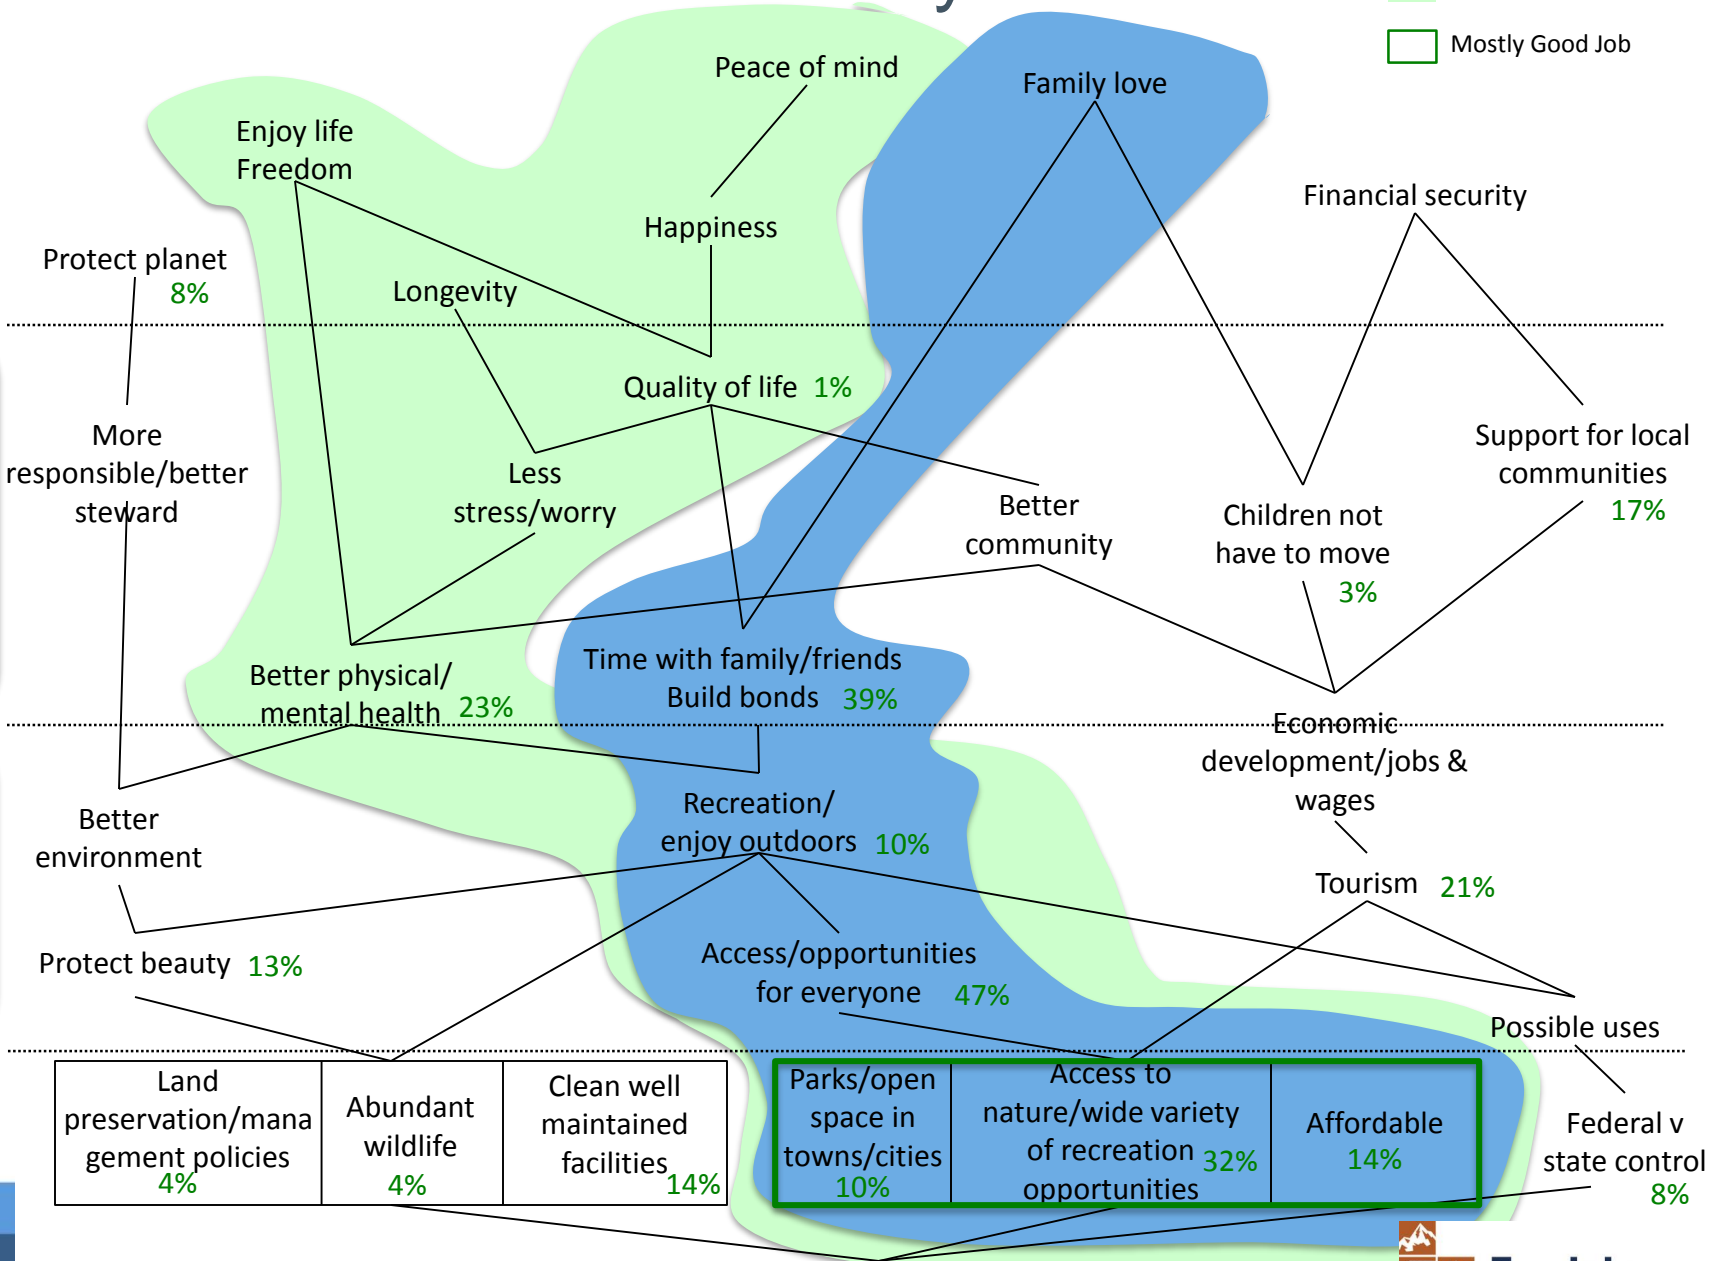 Mostly Good Job
Peace of mind
Family love
Enjoy life
Freedom
Financial security
Happiness
Protect planet
8%
Longevity
Quality of life 1%
More
responsible/better
steward
Less
stress/worry
Better
community
Children not
have to move
3%
Support for local
communities
17%
Better physical/
mental health 23%
Time with family/friends
Build bonds 39%
Economic
development/jobs &
wages
Better
environment
Recreation/
enjoy outdoors 10%
Tourism 21%
Protect beauty 13%
Access/opportunities
for everyone 47%
Possible uses
Land
preservation/mana
gement policies
4%
Abundant
wildlife
4%
Clean well
maintained
facilities
14%
Parks/open
space in
towns/cities
10%
Access to
nature/wide variety
of recreation 32%
opportunities
Affordable
14%
Federal v
state control
8%